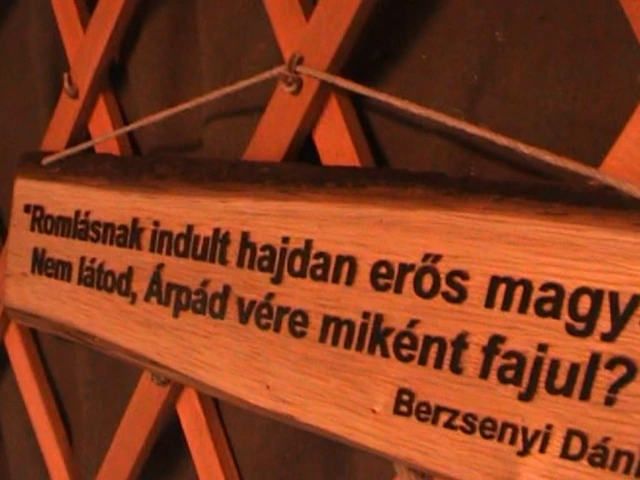 "Romlásnak indult hajdan erős magy
Nem látod, Árpád vére miként fajul?
Berzsenyi Dán